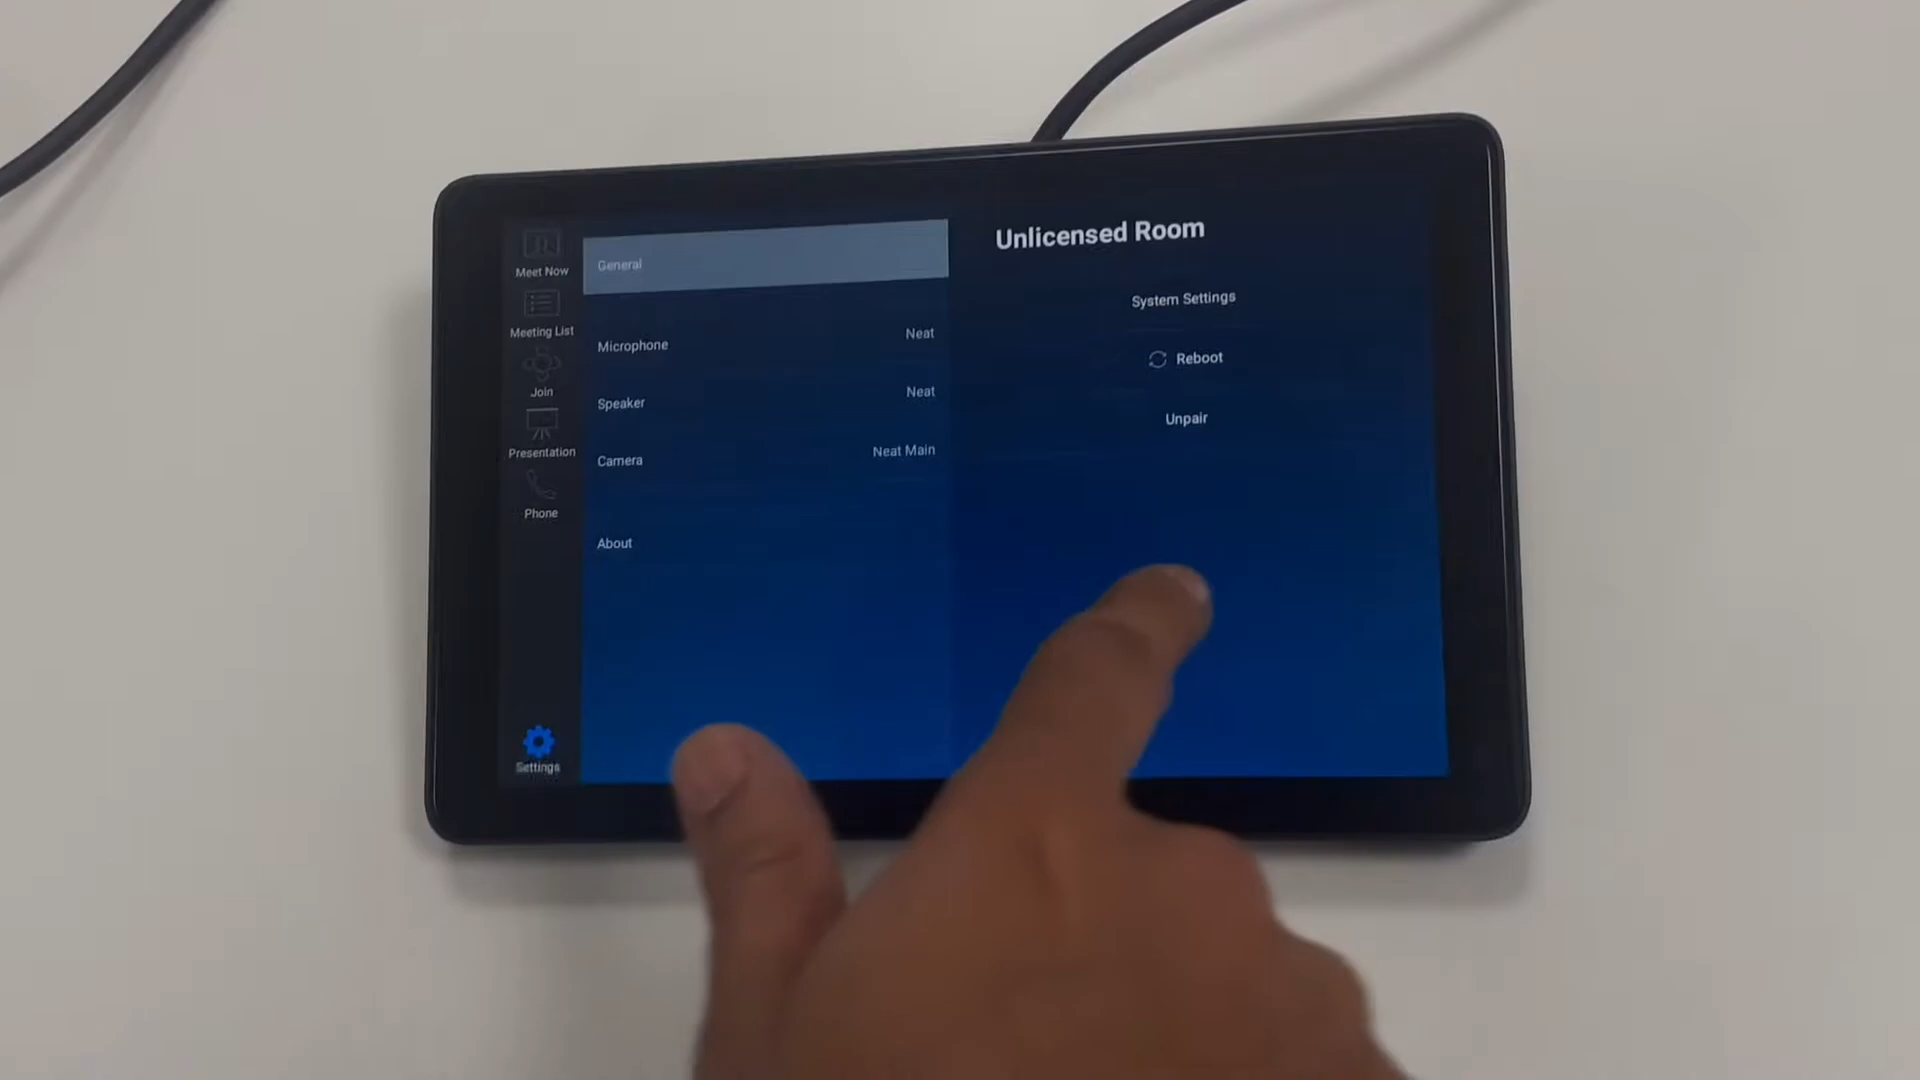 Meet Now
Meeting List
Join
Presentation
Phone
Settings
General
Microphone Neat
Speaker Neat
Camera Neat Main
About
Unlicensed Room
System Settings
Reboot
Unpair